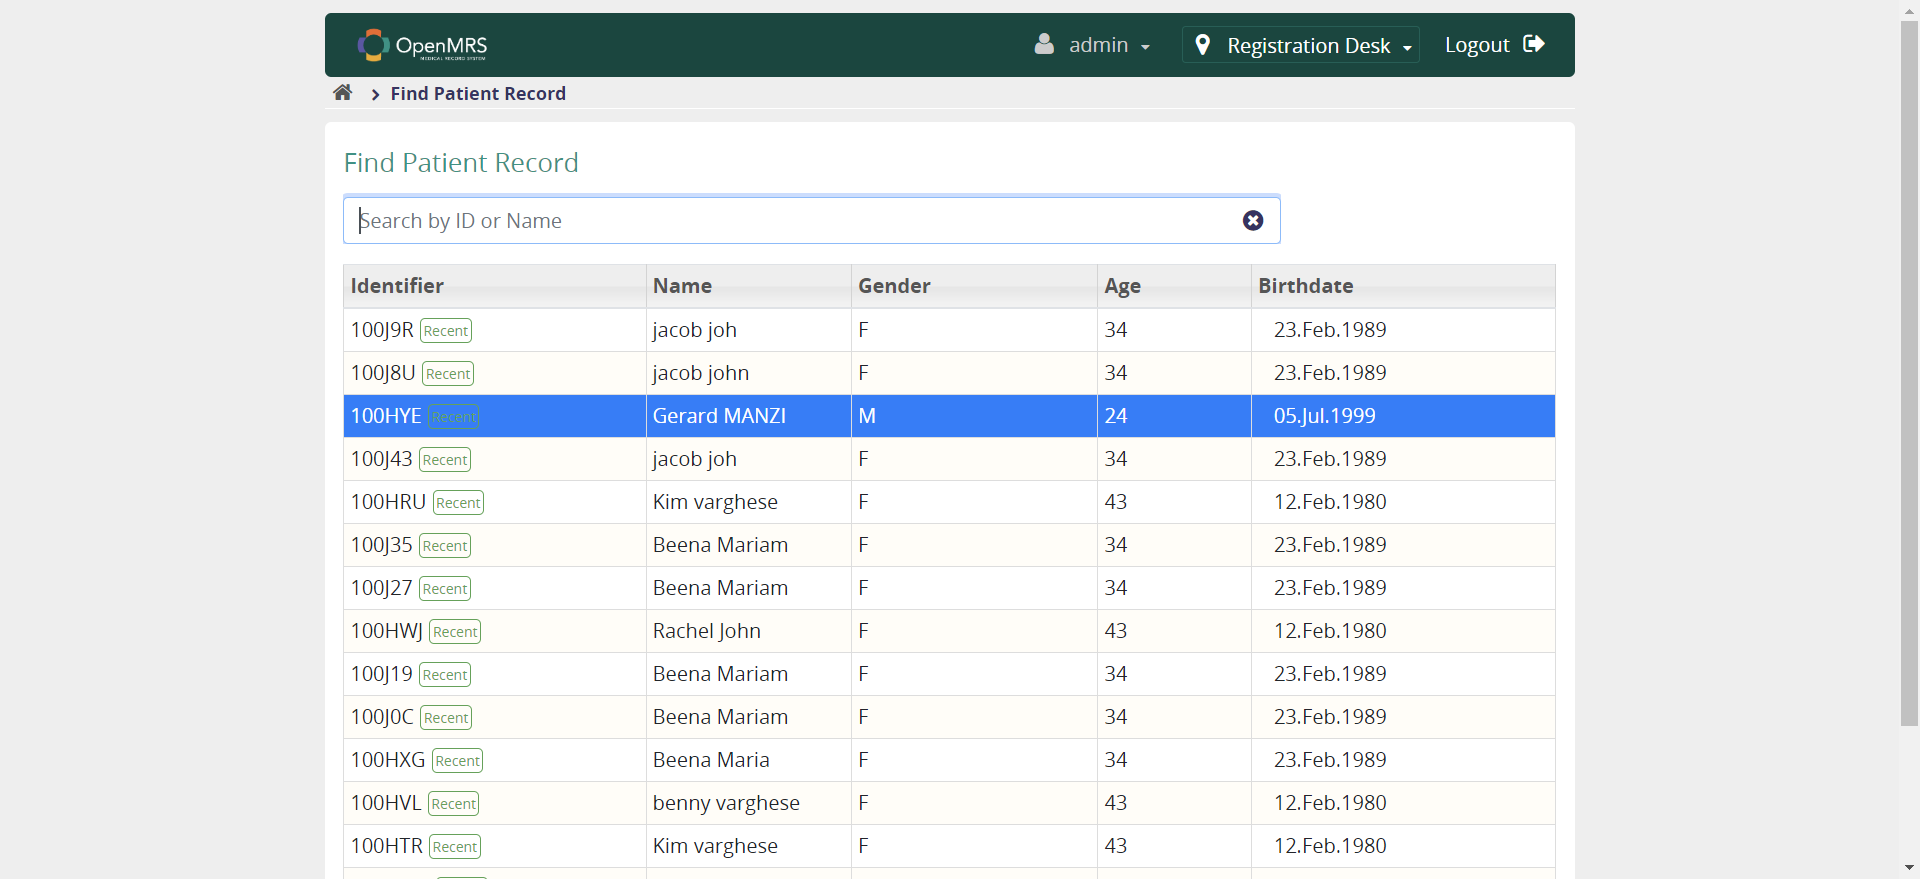 OpenMRS
MEDICAL RECORD SYSTEM
admin
Registration Desk
Logout
Find Patient Record
Find Patient Record
Search by ID or Name
Identifier Name Gender Age Birthdate
100J9R Recent jacob joh F 34 23.Feb.1989
100J8U Recent jacob john F 34 23.Feb.1989
100HYE Recent Gerard MANZI M 24 05.Jul.1999
100J43 Recent jacob joh F 34 23.Feb.1989
100HRU Recent Kim varghese F 43 12.Feb.1980
100J35 Recent Beena Mariam F 34 23.Feb.1989
100J27 Recent Beena Mariam F 34 23.Feb.1989
100HWJ Recent Rachel John F 43 12.Feb.1980
100J19 Recent Beena Mariam F 34 23.Feb.1989
100J0C Recent Beena Mariam F 34 23.Feb.1989
100HXG Recent Beena Maria F 34 23.Feb.1989
100HVL Recent benny varghese F 43 12.Feb.1980
100HTR Recent Kim varghese F 43 12.Feb.1980